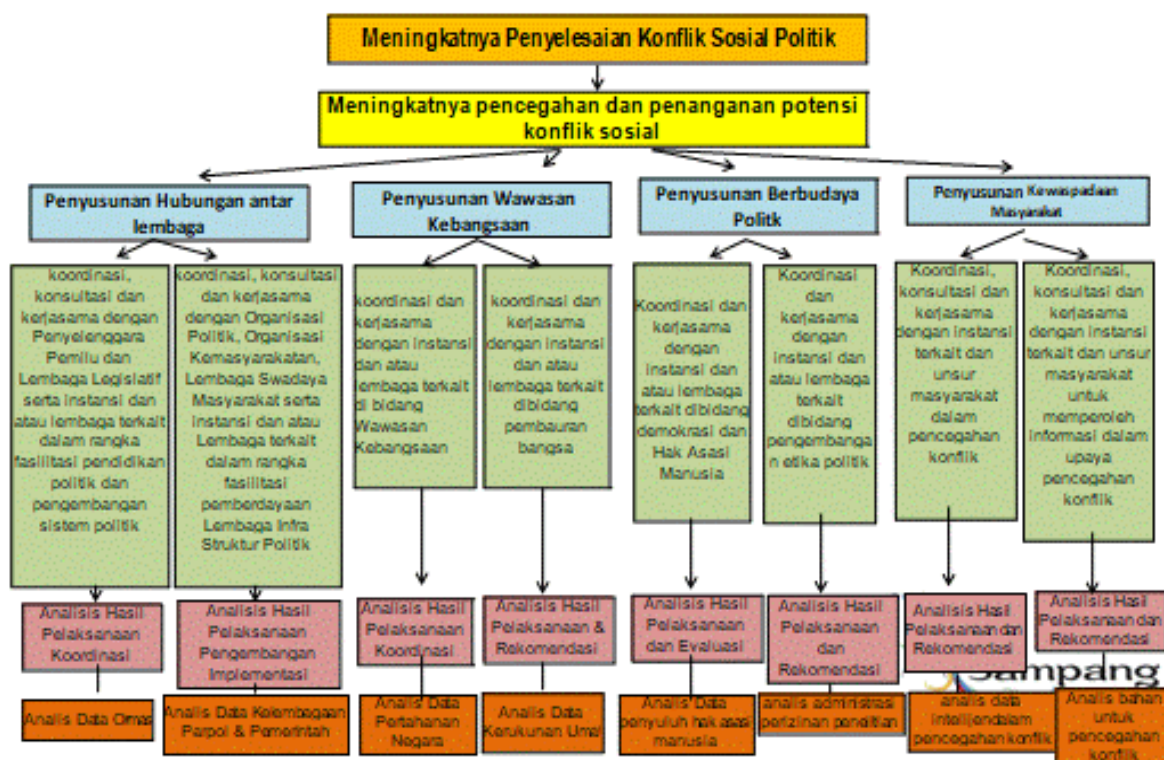 Meningkatnya Penyelesaian Konflik Sosial Politik
Meningkatnya pencegahan dan penanganan potensi
konflik sosial
Penyusunan Hubungan antar
lembaga
Penyusunan Wawasan
Kebangsaan
Penyusunan Berbudaya
Politk
Penyusunan Kewaspadaan
Masyarakat
koordinasi,
konsultasi dan
kerjasama dengan
Penyelenggara
Pemilu dan
Lembaga Legislatif
serta instansi dan
atau lembaga terkait
dalam rangka
fasilitasi pendidikan
politik dan
pengembangan
sistem politik
koordinasi, konsultasi
dan kerjasama
dengan Organisasi
Politik, Organisasi
Kemasyarakatan,
Lembaga Swadaya
Masyarakat serta
instansi dan atau
Lembaga terkait
dalam rangka
fasilitasi
pemberdayaan
Lembaga Infra
Struktur Politik
koordinasi dan
kerjasama
dengan instansi
dan atau
lembaga terkait
di bidang
Wawasan
Kebangsaan
koordinasi dan
kerjasama
dengan instansi
dan atau
lembaga terkait
dibidang
pembauran
bangsa
Koordinasi dan
kerjasama
dengan
instansi dan
atau lembaga
terkait dibidang
demokrasi dan
Hak Asasi
Manusia
Koordinasi
dan
kerjasama
dengan
instansi dan
atau lembaga
terkait
dibidang
pengembanga
n etika politik
Koordinasi,
konsultasi dan
kerjasama
dengan instansi
terkait dan
unsur
masyarakat
dalam
pencegahan
konflik
Koordinasi,
konsultasi dan
kerjasama
dengan instansi
terkait dan unsur
masyarakat
untuk
memperoleh
informasi dalam
upaya
pencegahan
konflik
Analisis Hasil
Pelaksanaan
Koordinasi
Analisis Hasil
Pelaksanaan
Pengembangan
Implementasi
Analisis Hasil
Pelaksanaan
Koordinasi
Analisis Hasil
Pelaksanaan &
Rekomendasi
Analisis Hasil
Pelaksanaan
dan Evaluasi
Analisis Hasil
Pelaksanaan
dan
Rekomendasi
Analisis Hasil
Pelaksanaan dan
Rekomendasi
Analisis Hasil
Pelaksanaan dan
Rekomendasi
Sampang
Analis Data Ormas
Analis Data Kelembagaan
Parpol & Pemerintah
Analis Data
Pertahanan
Negara
Analis Data
Kerukunan Umat
Analis Data
penyuluh hak asasi
manusia
analis administrasi
perizinan penelitian
analis data
intelijendalam
pencegahan konflik
Analis bahan
untuk
pencegahan
konflik